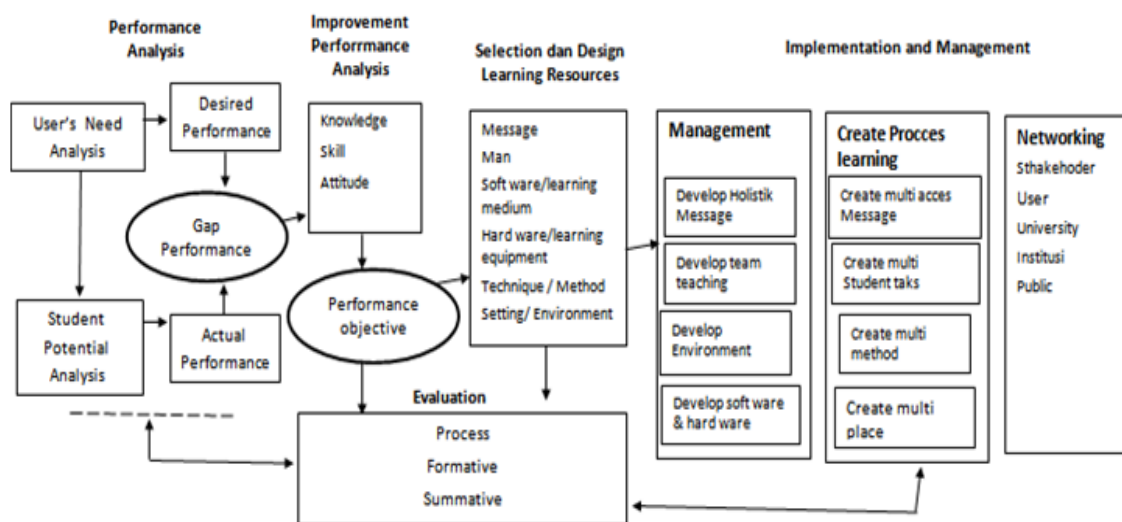 Performance
Analysis
Improvement
Perforrmance
Analysis
Selection dan Design
Learning Resources
Implementation and Management
User's Need
Analysis
Desired
Performance
Gap
Performance
Student
Potential
Analysis
Actual
Performance
Knowledge
Skill
Attitude
Performance
objective
Message
Man
Soft ware/learning
medium
Hard ware/learning
equipment
Technique / Method
Setting/ Environment
Management
Develop Holistik
Message
Develop team
teaching
Develop
Environment
Develop soft ware
& hard ware
Create Procces
learning
Create multi acces
Message
Create multi
Student taks
Create multi
method
Create multi
place
Networking
Sthakehoder
User
University
Institusi
Public
Evaluation
Process
Formative
Summative